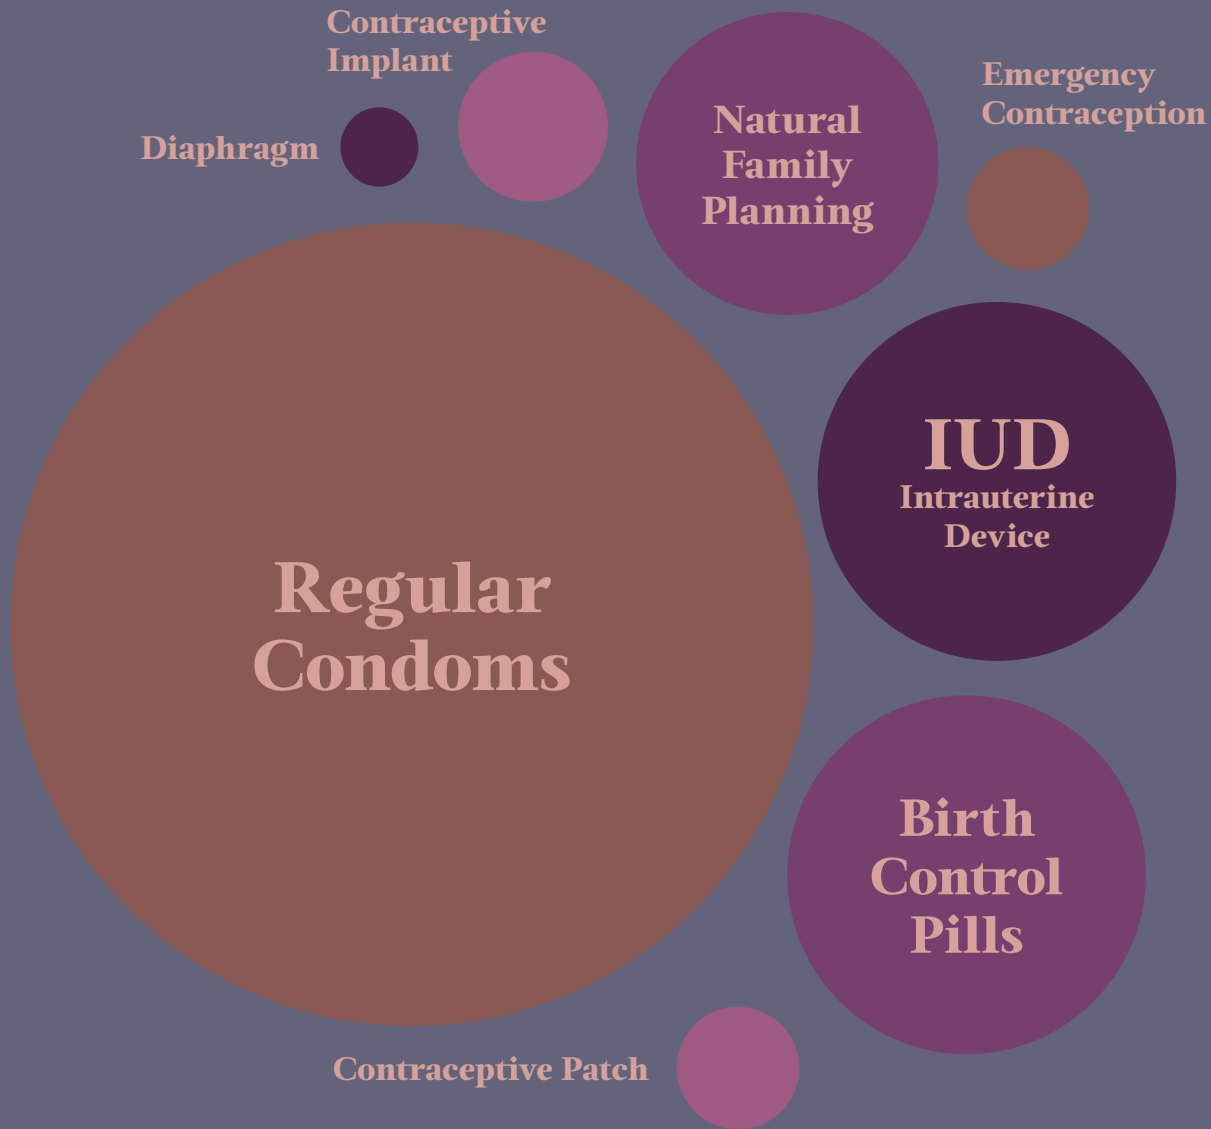 Contraceptive
Implant
Diaphragm
Natural
Family
Planning
Emergency
Contraception
IUD
Intrauterine
Device
Regular
Condoms
Birth
Control
Pills
Contraceptive Patch